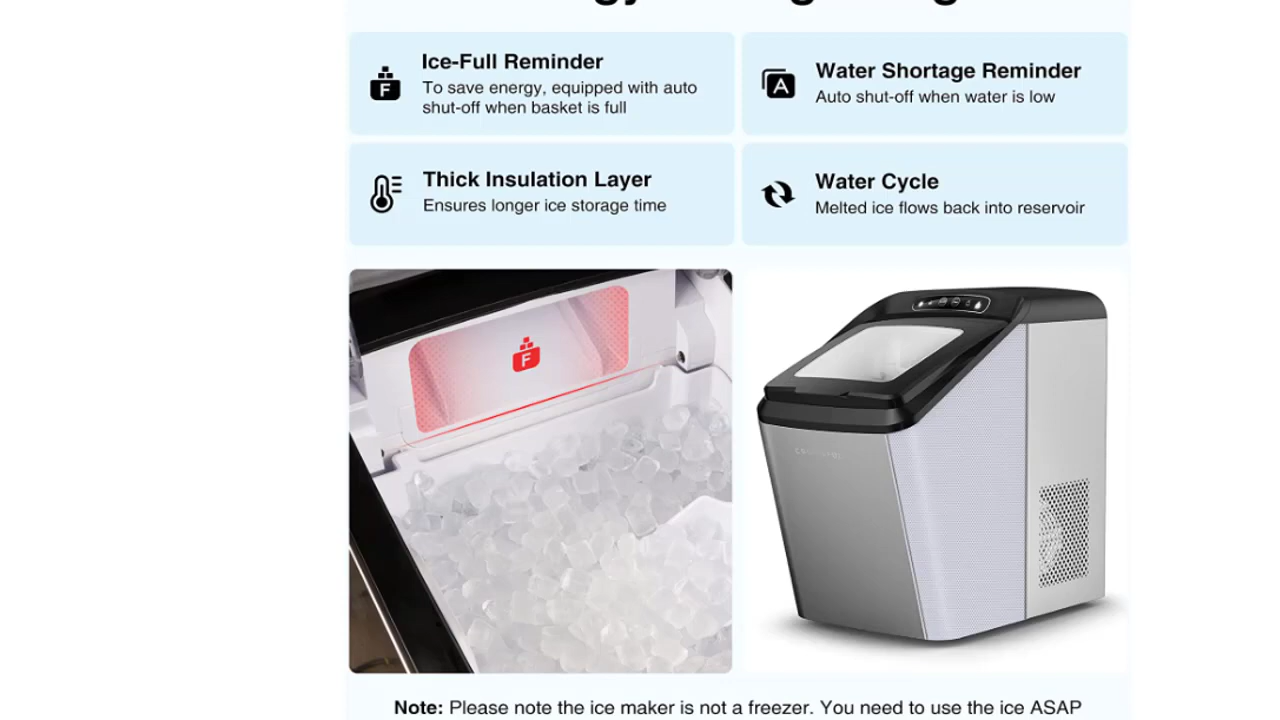 Ice-Full Reminder
To save energy, equipped with auto
shut-off when basket is full
F
Water Shortage Reminder
Auto shut-off when water is low
A
Thick Insulation Layer
Ensures longer ice storage time
Water Cycle
Melted ice flows back into reservoir
F
Note: Please note the ice maker is not a freezer. You need to use the ice ASAP